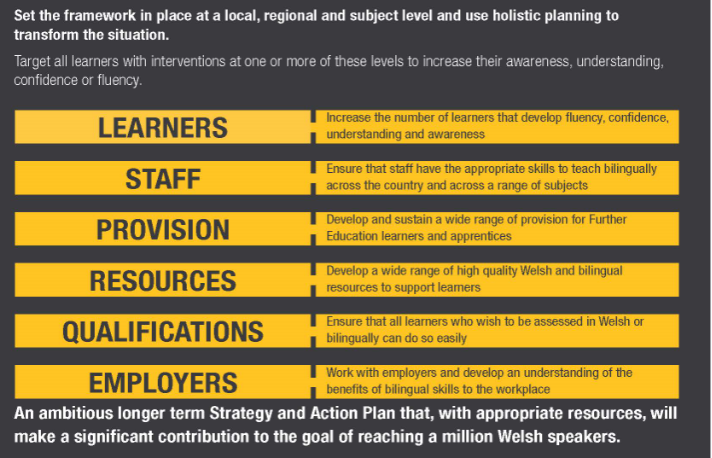 Set the framework in place at a local, regional and subject level and use holistic planning to
transform the situation.
Target all learners with interventions at one or more of these levels to increase their awareness, understanding,
confidence or fluency.
LEARNERS
Increase the number of learners that develop fluency, confidence,
understanding and awareness
STAFF
Ensure that staff have the appropriate skills to teach bilingually
across the country and across a range of subjects
PROVISION
Develop and sustain a wide range of provision for Further
Education learners and apprentices
RESOURCES
Develop a wide range of high quality Welsh and bilingual
resources to support learners
QUALIFICATIONS
Ensure that all learners who wish to be assessed in Welsh or
bilingually can do so easily
EMPLOYERS
Work with employers and develop an understanding of the
benefits of bilingual skills to the workplace
An ambitious longer term Strategy and Action Plan that, with appropriate resources, will
make a significant contribution to the goal of reaching a million Welsh speakers.